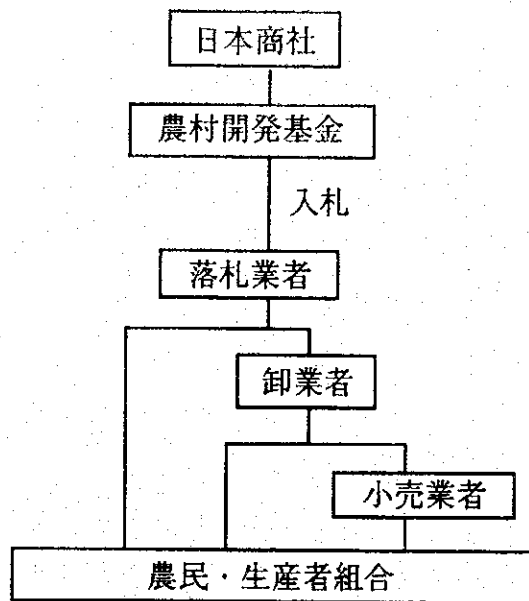 日本商社
農村開発基金
入札
落札業者
卸業者
小売業者
農民・生産者組合